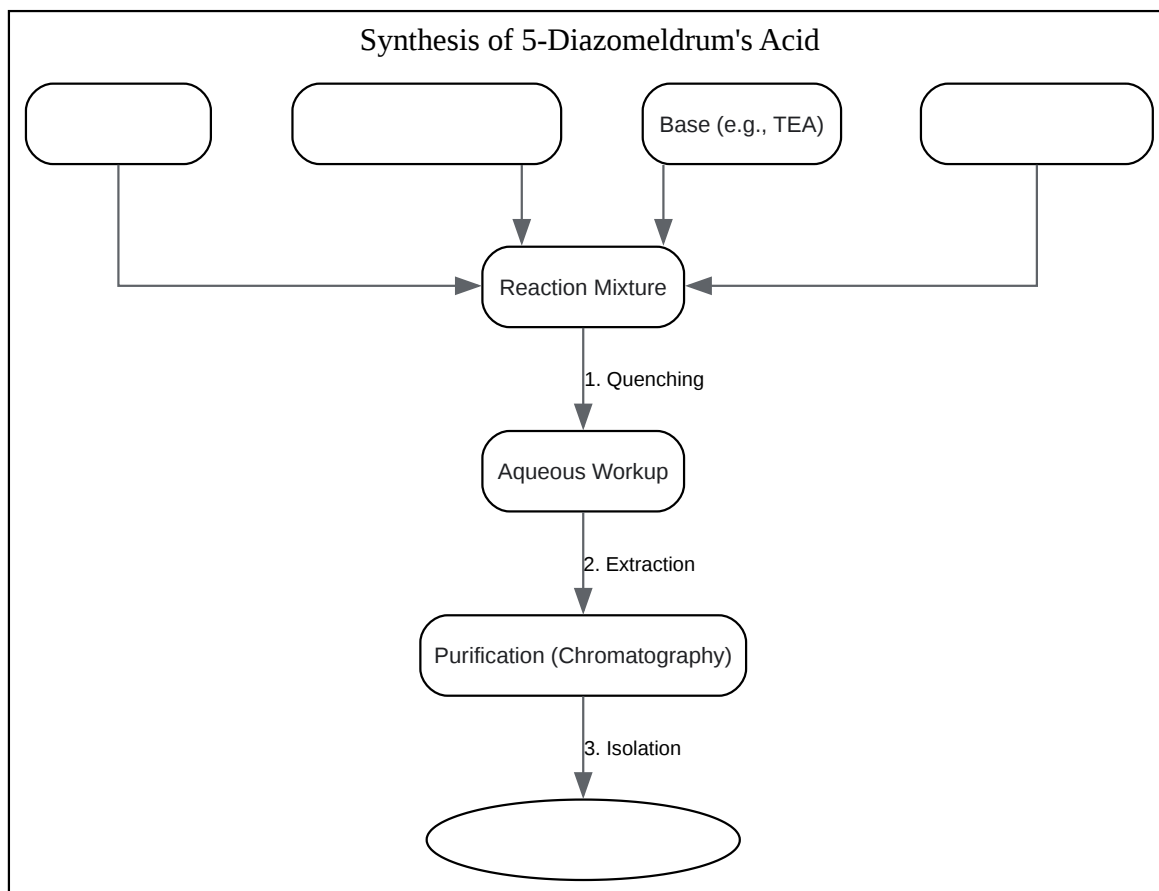 Synthesis of 5-Diazomeldrum's Acid
Base (e.g., TEA)
Reaction Mixture
1. Quenching
Aqueous Workup
2. Extraction
Purification (Chromatography)
3. Isolation